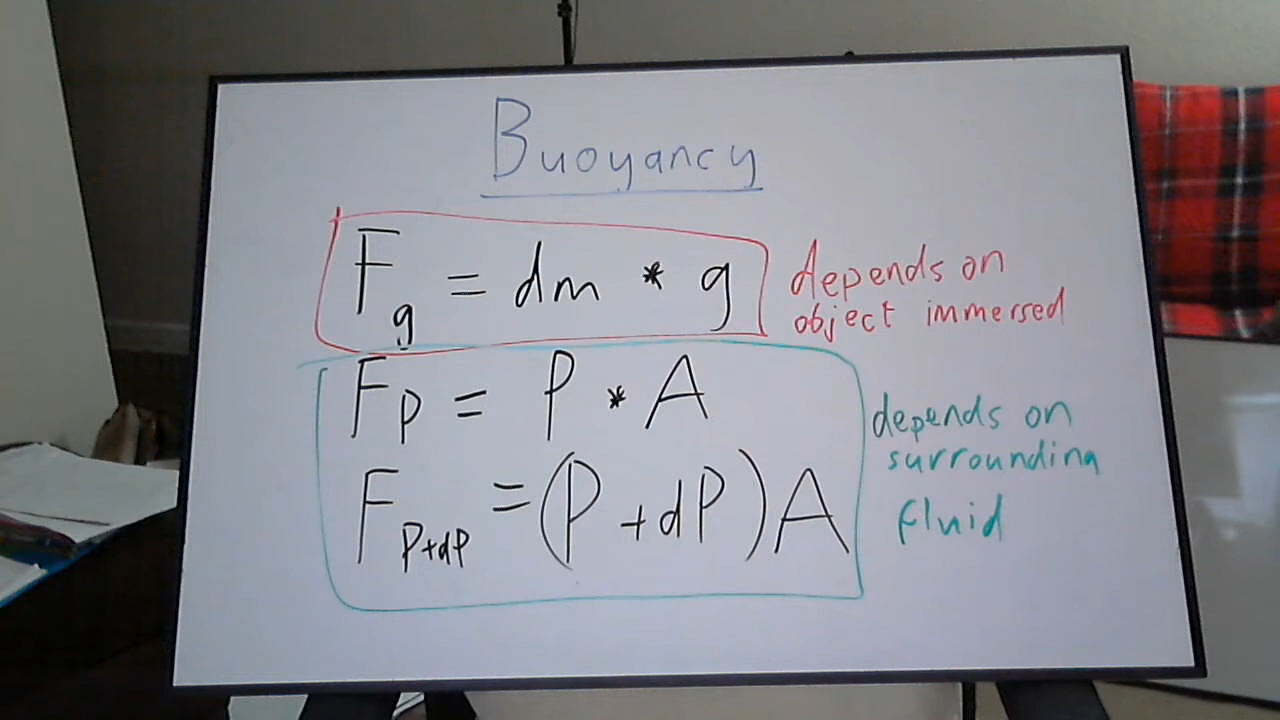 Buoyancy
Fg = dm * g
depends on
object immersed
Fp = P * A
depends on
surrounding
fluid
FP+dP = (P + dP) A